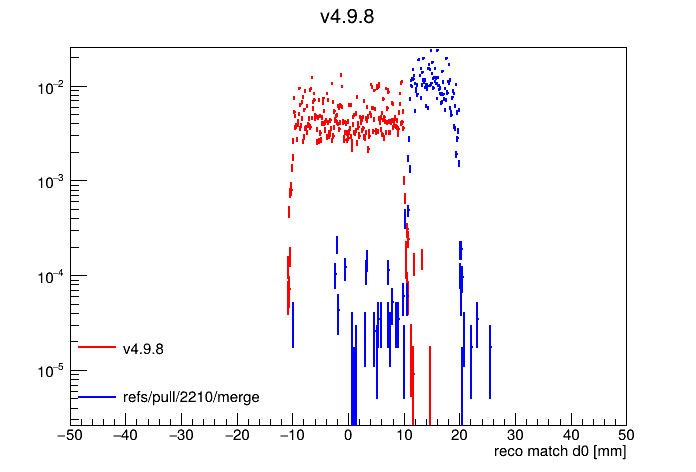 v4.9.8
10⁻²
10⁻³
10⁻⁴
10⁻⁵
v4.9.8
refs/pull/2210/merge
−50 −40 −30 −20 −10 0 10 20 30 40 50
reco match d0 [mm]